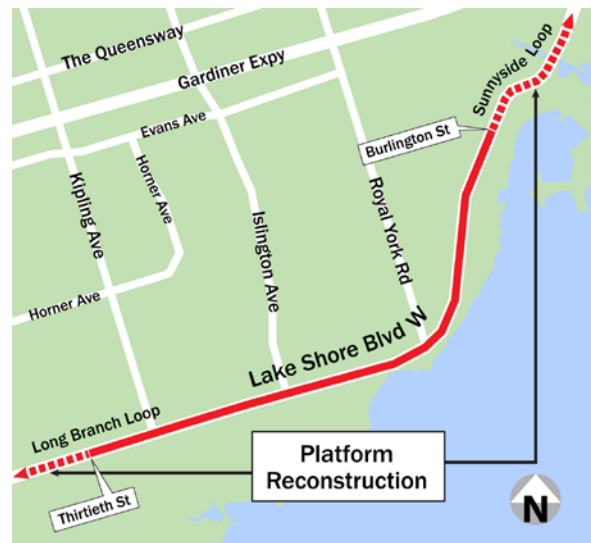 The Queensway
Gardiner Expy
Sunnyside Loop
Evans Ave
Burlington St
Horner Ave
Kipling Ave
Islington Ave
Royal York Rd
Horner Ave
Lake Shore Blvd W
Long Branch Loop
Platform
Reconstruction
Thirtieth St
N